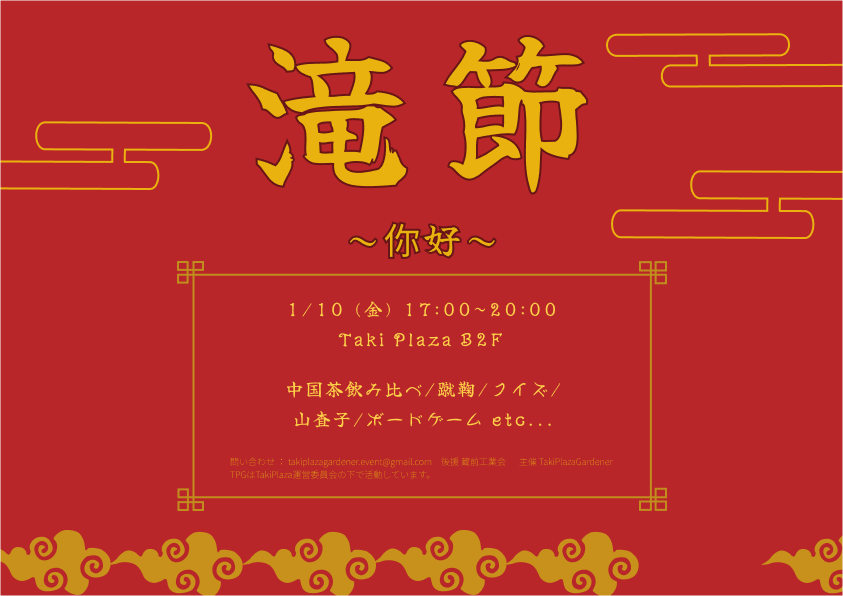 滝節
～你好～
1/10（金）17:00~20:00
Taki Plaza B2F
中国茶飲み比べ/蹴鞠/クイズ/
山査子/ボードゲーム etc...
問い合わせ ： takiplazagardener.event@gmail.com 後援 蔵前工業会 主催 TakiPlazaGardener
TPGはTakiPlaza運営委員会の下で活動しています。